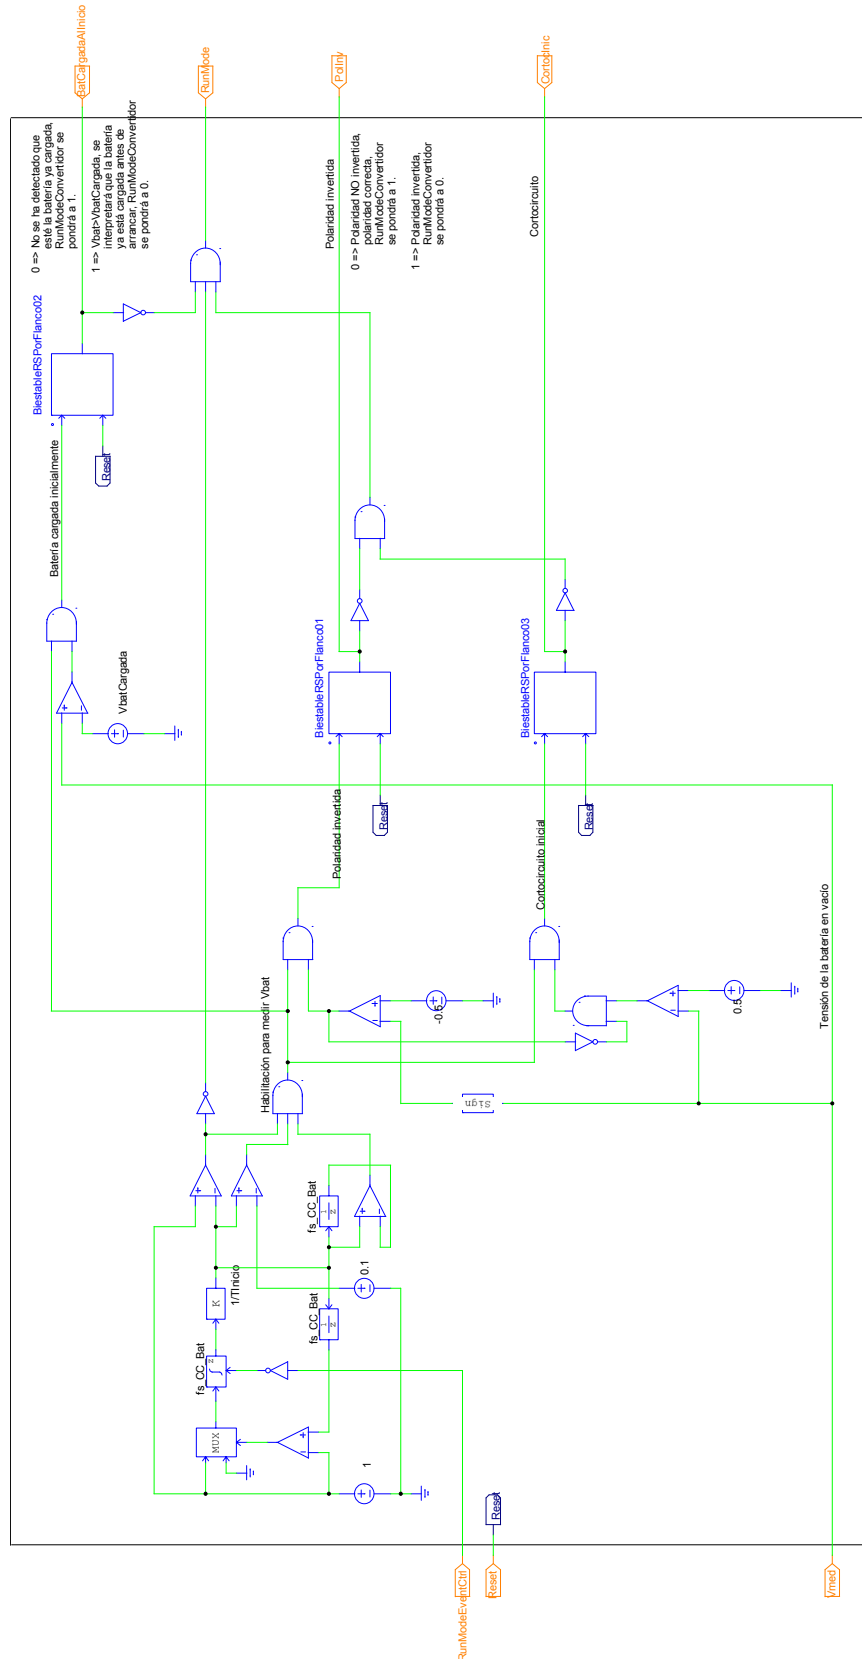 BatCargadaAlInicio
RunMode
PolInv
CortocInic
0 => No se ha detectado que
esté la batería ya cargada,
RunModeConvertidor se
pondrá a 1.
1 => Vbat>VbatCargada, se
interpretará que la batería
ya está cargada antes de
arrancar, RunModeConvertidor
se pondrá a 0.
Polaridad invertida
0 => Polaridad NO invertida,
polaridad correcta,
RunModeConvertidor
se pondrá a 1.
1 => Polaridad invertida,
RunModeConvertidor
se pondrá a 0.
Cortocircuito
BiestableRSPorFlanco02
Reset
Batería cargada inicialmente
VbatCargada
BiestableRSPorFlanco01
Reset
Polaridad invertida
BiestableRSPorFlanco03
Reset
Cortocircuito inicial
Habilitación para medir Vbat
-0.5
0.5
Tensión de la batería en vacío
Sign
fs_CC_Bat
1
z
K
1/TInicio
fs_CC_Bat
1
z
0.1
fs_CC_Bat
z
MUX
1
Reset
RunModeEventCtrl
Reset
Vmed